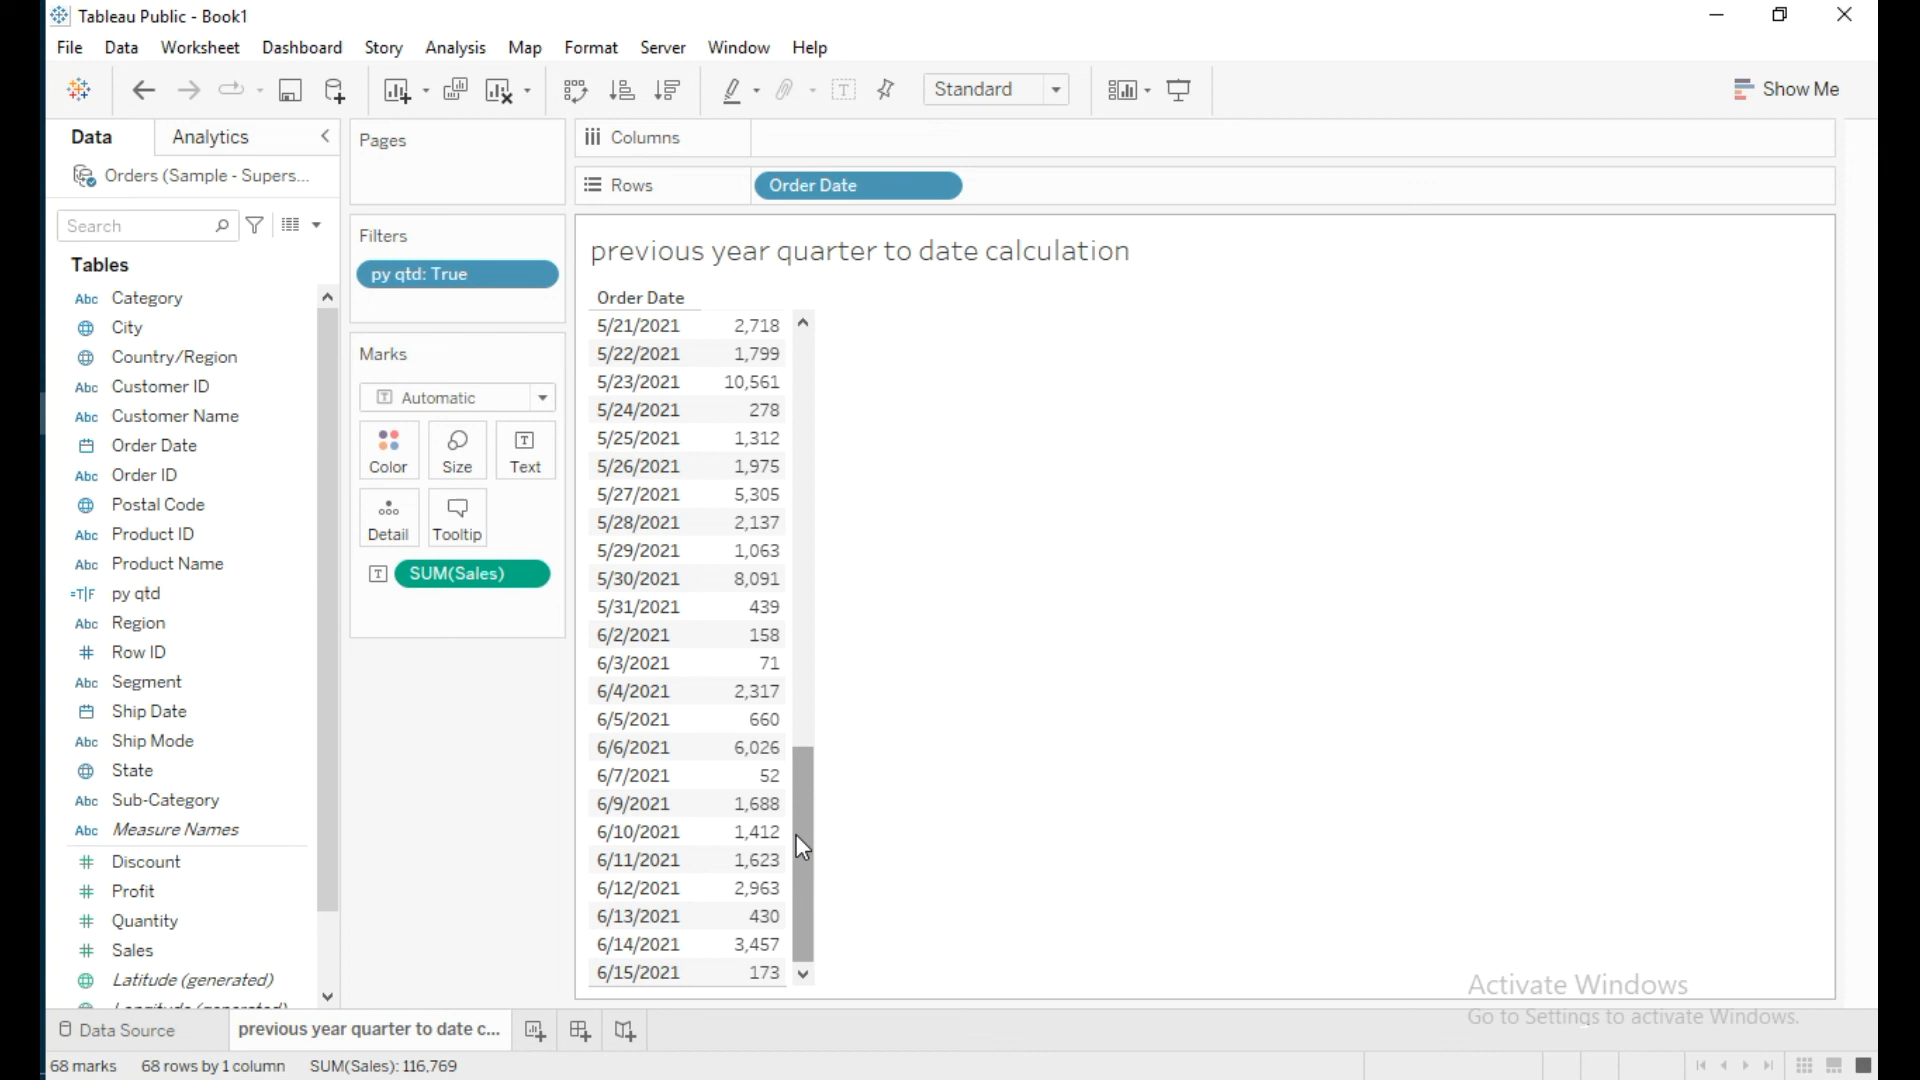 Tableau Public - Book1
File Data Worksheet Dashboard Story Analysis Map Format Server Window Help
Standard
Show Me
Data Analytics
Orders (Sample - Supers...
Search
Tables
Abc Category
City
Country/Region
Abc Customer ID
Abc Customer Name
Order Date
Abc Order ID
Postal Code
Abc Product ID
Abc Product Name
=T|F py qtd
Abc Region
# Row ID
Abc Segment
Ship Date
Abc Ship Mode
State
Abc Sub-Category
Abc Measure Names
# Discount
# Profit
# Quantity
# Sales
Latitude (generated)
Pages
Filters
py qtd: True
Marks
Automatic
Color Size Text
Detail Tooltip
SUM(Sales)
Columns
Rows Order Date
previous year quarter to date calculation
Order Date
5/21/2021 2,718
5/22/2021 1,799
5/23/2021 10,561
5/24/2021 278
5/25/2021 1,312
5/26/2021 1,975
5/27/2021 5,305
5/28/2021 2,137
5/29/2021 1,063
5/30/2021 8,091
5/31/2021 439
6/2/2021 158
6/3/2021 71
6/4/2021 2,317
6/5/2021 660
6/6/2021 6,026
6/7/2021 52
6/9/2021 1,688
6/10/2021 1,412
6/11/2021 1,623
6/12/2021 2,963
6/13/2021 430
6/14/2021 3,457
6/15/2021 173
Activate Windows
Go to Settings to activate Windows.
Data Source previous year quarter to date c...
68 marks 68 rows by 1 column SUM(Sales): 116,769